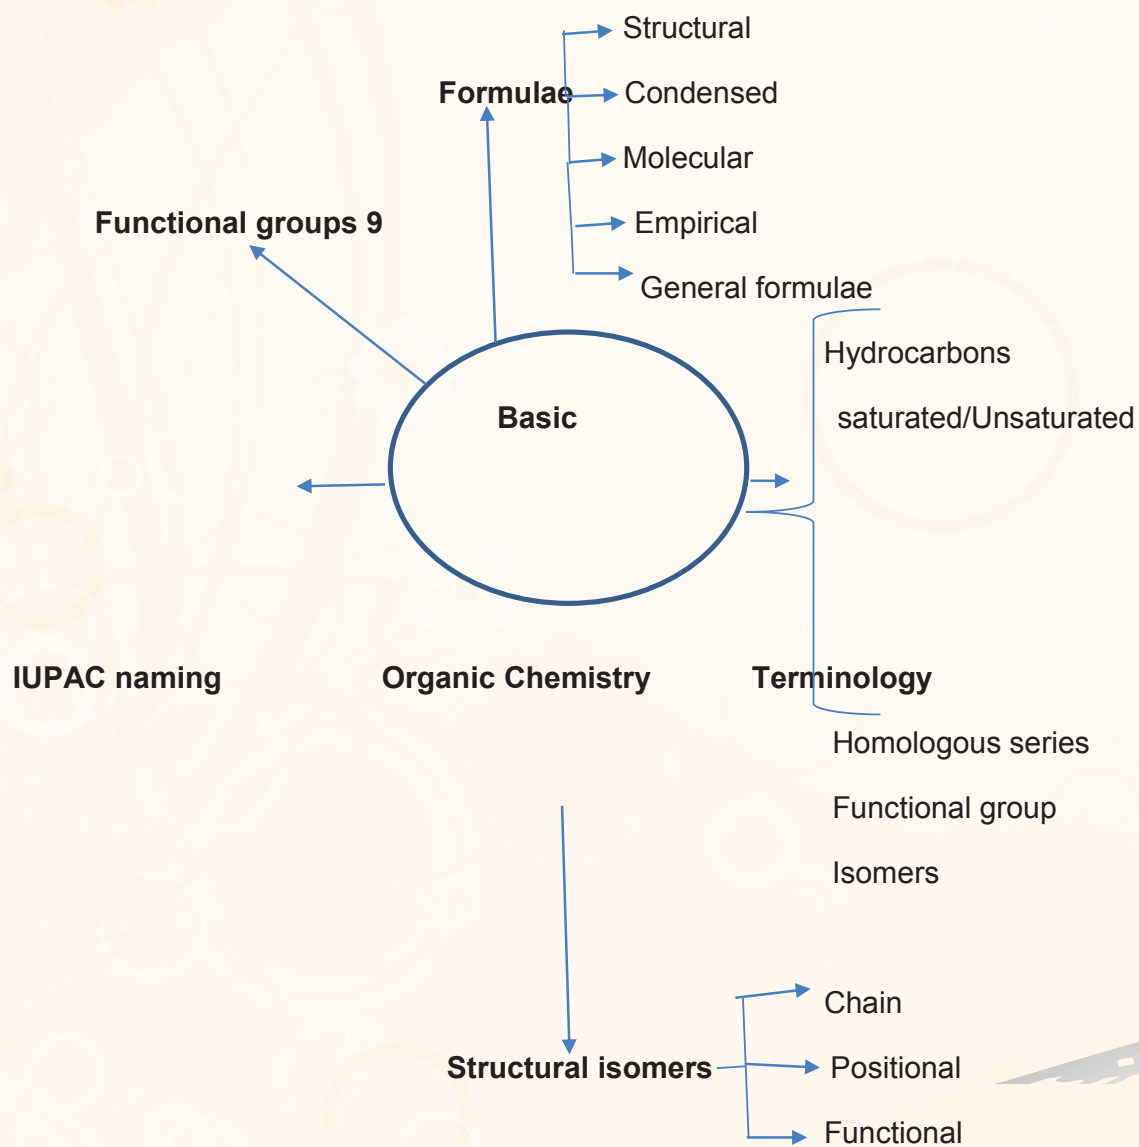 Structural
Formulae Condensed
Molecular
Functional groups 9 Empirical
General formulae
Hydrocarbons
Basic saturated/Unsaturated
IUPAC naming Organic Chemistry Terminology
Homologous series
Functional group
Isomers
Chain
Structural isomers Positional
Functional